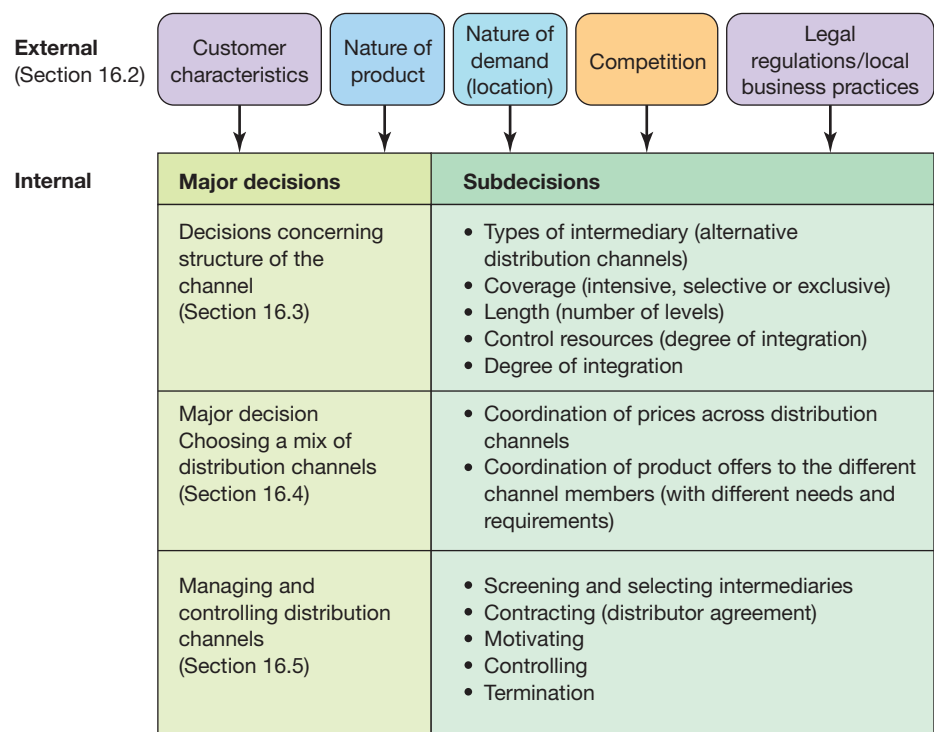 External
(Section 16.2)
Customer
characteristics
Nature of
product
Nature of
demand
(location)
Competition
Legal
regulations/local
business practices
Internal
Major decisions
Subdecisions
Decisions concerning
structure of the
channel
(Section 16.3)
• Types of intermediary (alternative
distribution channels)
• Coverage (intensive, selective or exclusive)
• Length (number of levels)
• Control resources (degree of integration)
• Degree of integration
Major decision
Choosing a mix of
distribution channels
(Section 16.4)
• Coordination of prices across distribution
channels
• Coordination of product offers to the different
channel members (with different needs and
requirements)
Managing and
controlling distribution
channels
(Section 16.5)
• Screening and selecting intermediaries
• Contracting (distributor agreement)
• Motivating
• Controlling
• Termination